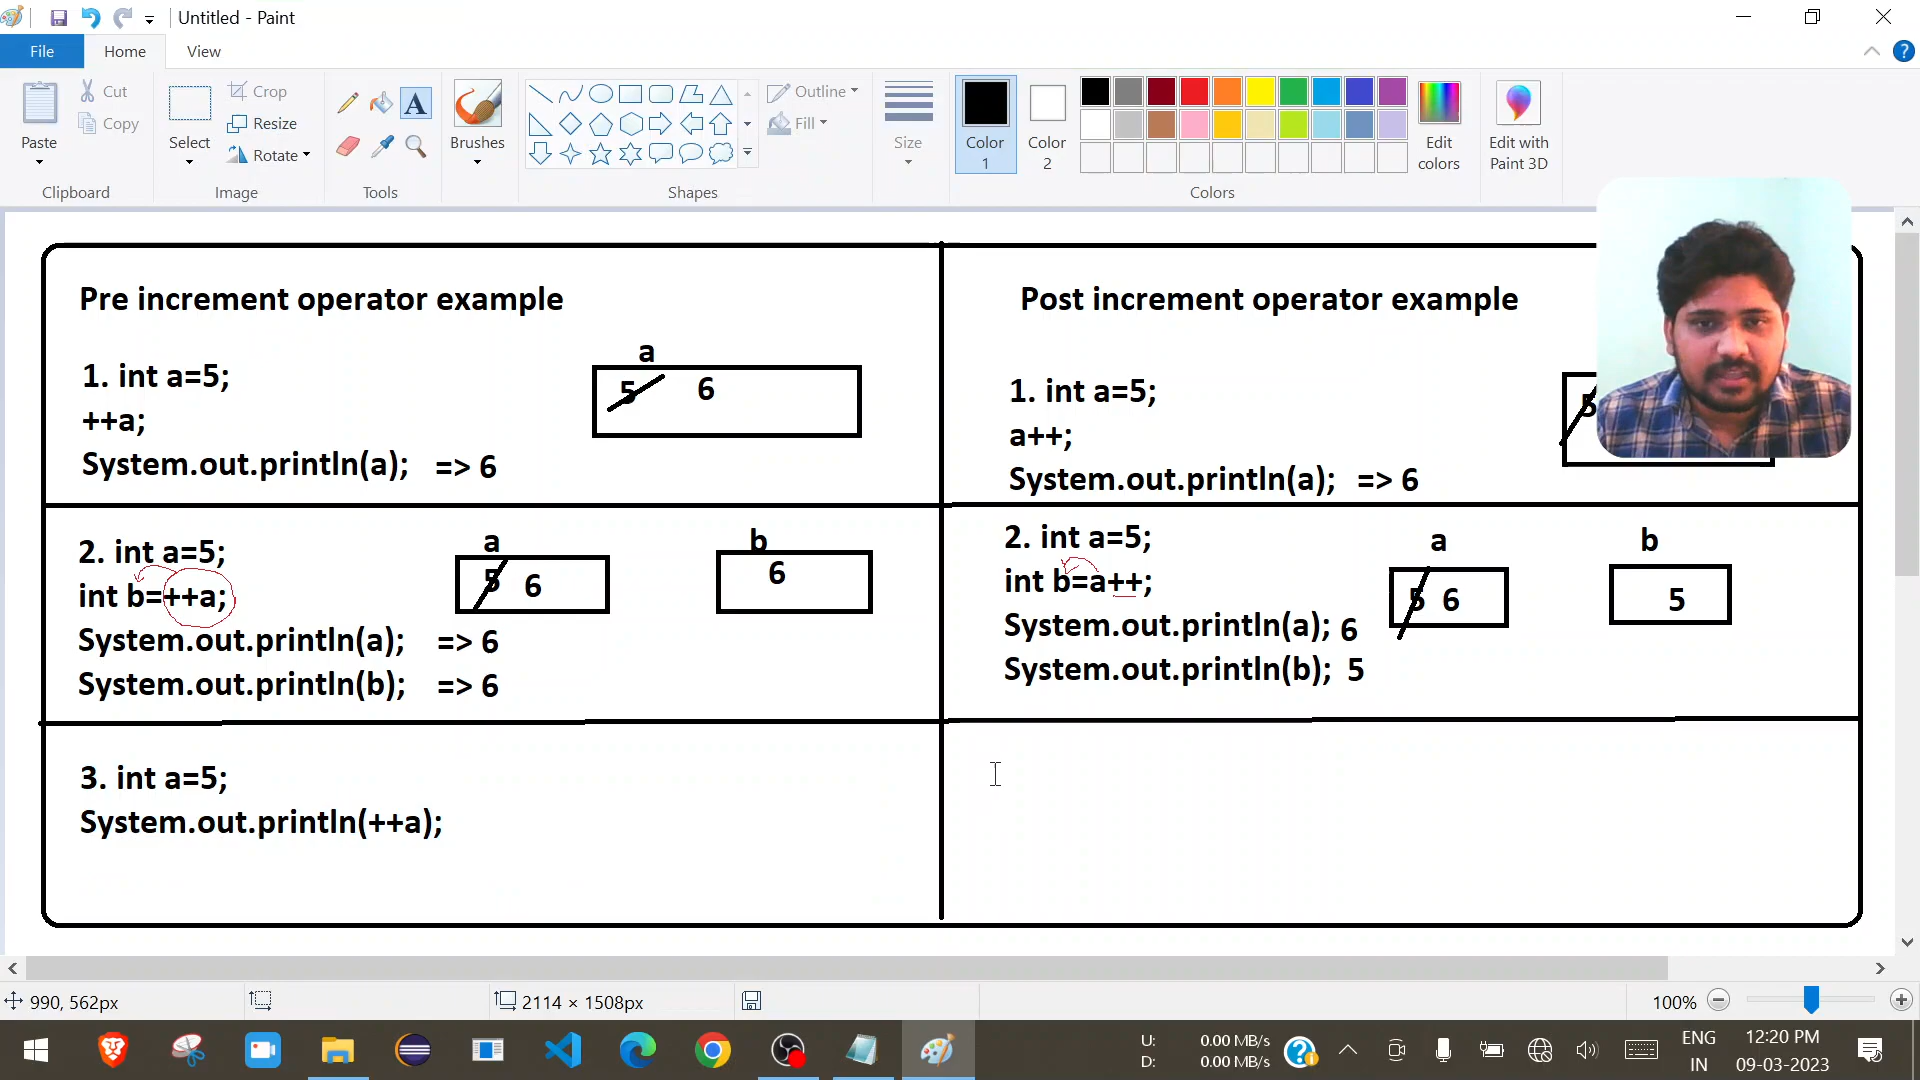 Untitled - Paint
File
Home
View
Paste
Cut
Copy
Clipboard
Select
Crop
Resize
Rotate
Image
A
Tools
Brushes
Shapes
Outline
Fill
Size
Color
1
Color
2
Edit
colors
Colors
Edit with
Paint 3D
?
Pre increment operator example
1. int a=5;
++a;
System.out.println(a); => 6
a
5 6
Post increment operator example
1. int a=5;
a++;
System.out.println(a); => 6
5
2. int a=5;
int b=++a;
System.out.println(a); => 6
System.out.println(b); => 6
a
5 6
b
6
2. int a=5;
int b=a++;
System.out.println(a); 6
System.out.println(b); 5
a
5 6
b
5
3. int a=5;
System.out.println(++a);
990, 562px
2114 × 1508px
100%
U: 0.00 MB/s
D: 0.00 MB/s
ENG
IN
12:20 PM
09-03-2023